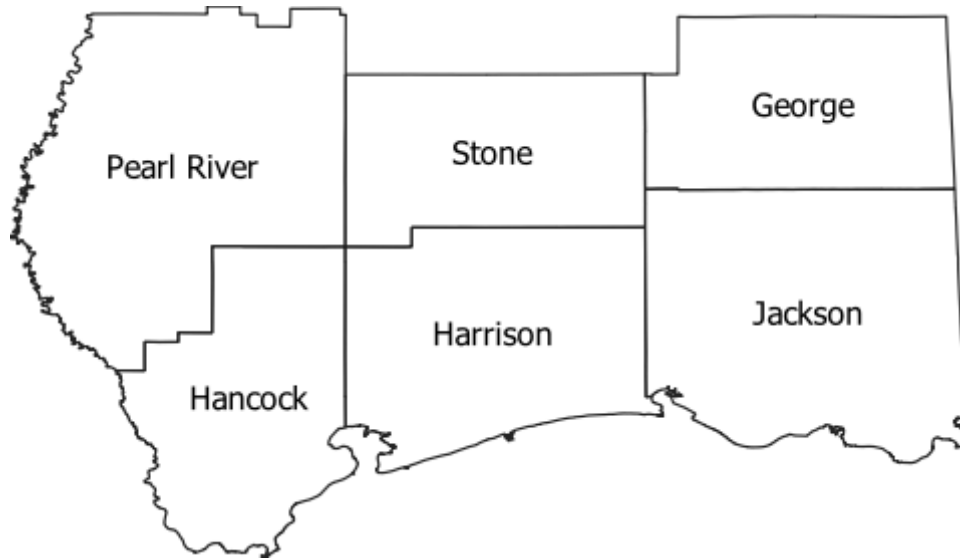 George
Stone
Pearl River
Jackson
Harrison
Hancock